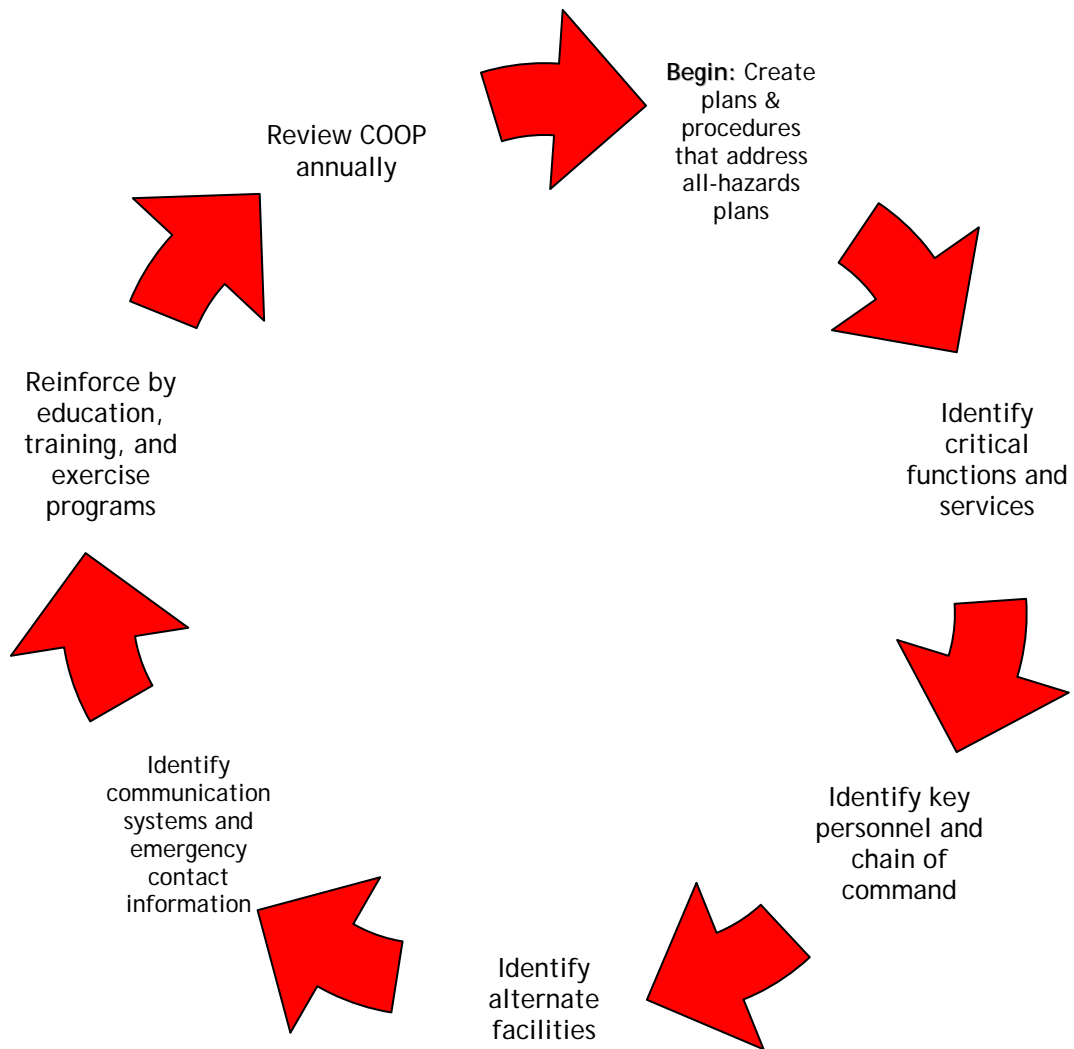 Begin: Create
plans &
procedures
that address
all-hazards
plans
Identify
critical
functions and
services
Identify key
personnel and
chain of
command
Identify
alternate
facilities
Identify
communication
systems and
emergency
contact
information
Reinforce by
education,
training, and
exercise
programs
Review COOP
annually